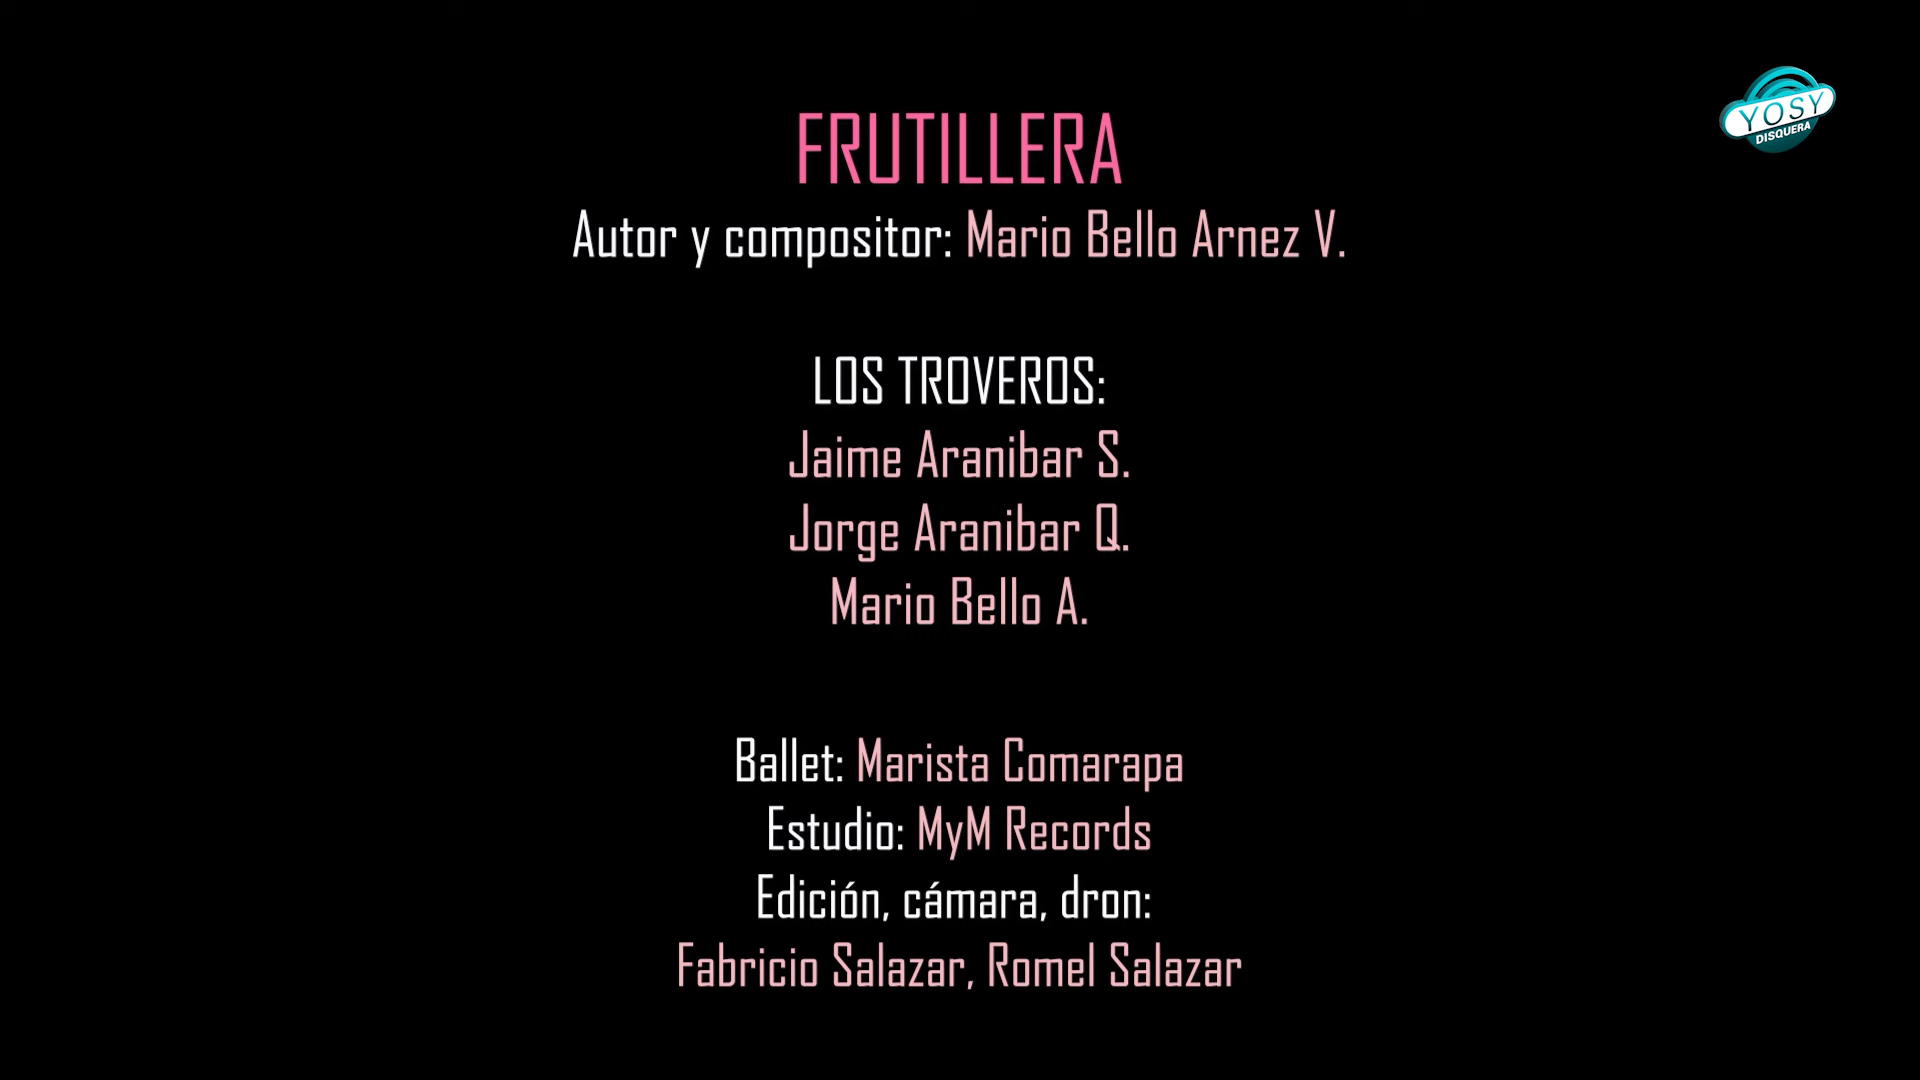 YOSY
DISQUERA
FRUTILLERA
Autor y compositor: Mario Bello Arnez V.
LOS TROVEROS:
Jaime Aranibar S.
Jorge Aranibar Q.
Mario Bello A.
Ballet: Marista Comarapa
Estudio: MyM Records
Edición, cámara, dron:
Fabricio Salazar, Romel Salazar